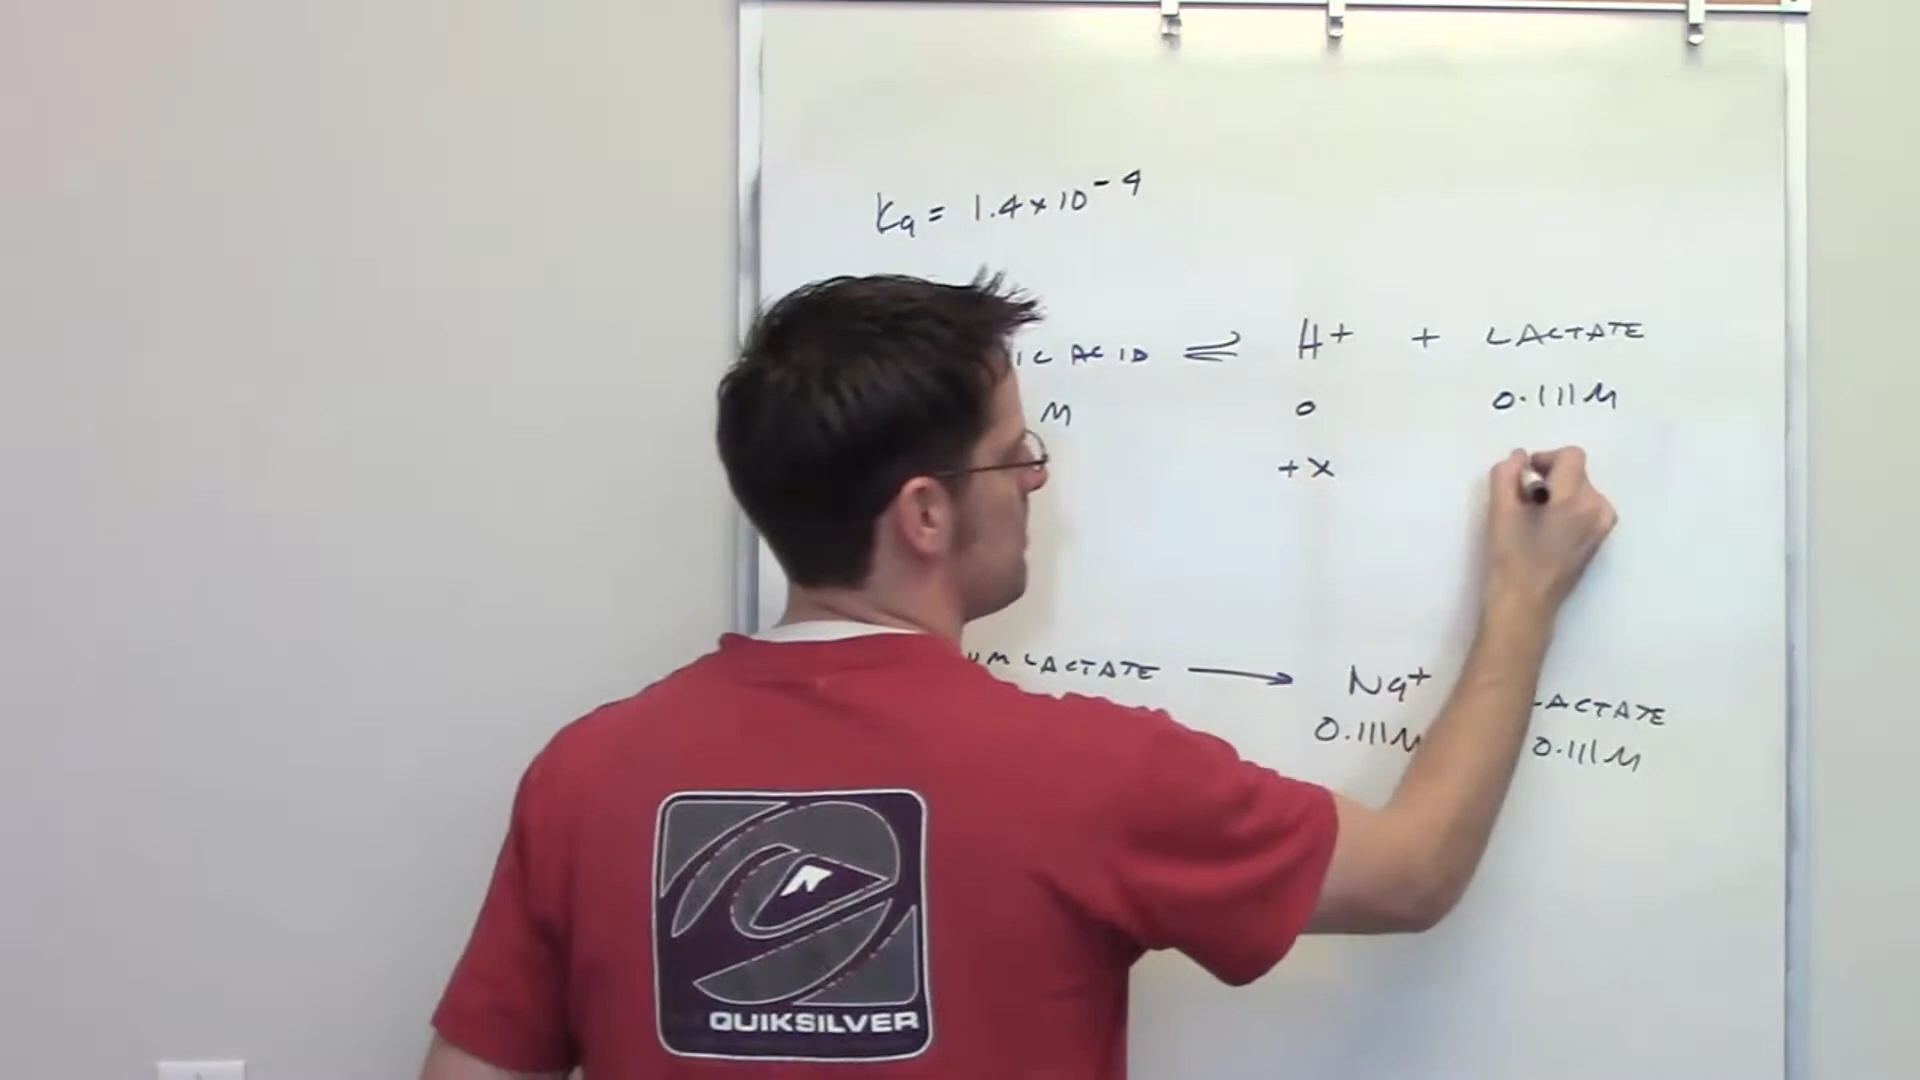 Ka = 1.4 x 10⁻⁴
IC ACID ⇌ H+ + LACTATE
M 0 0.111M
+X
UM LACTATE → Na+ LACTATE
0.111M 0.111M
QUIKSILVER